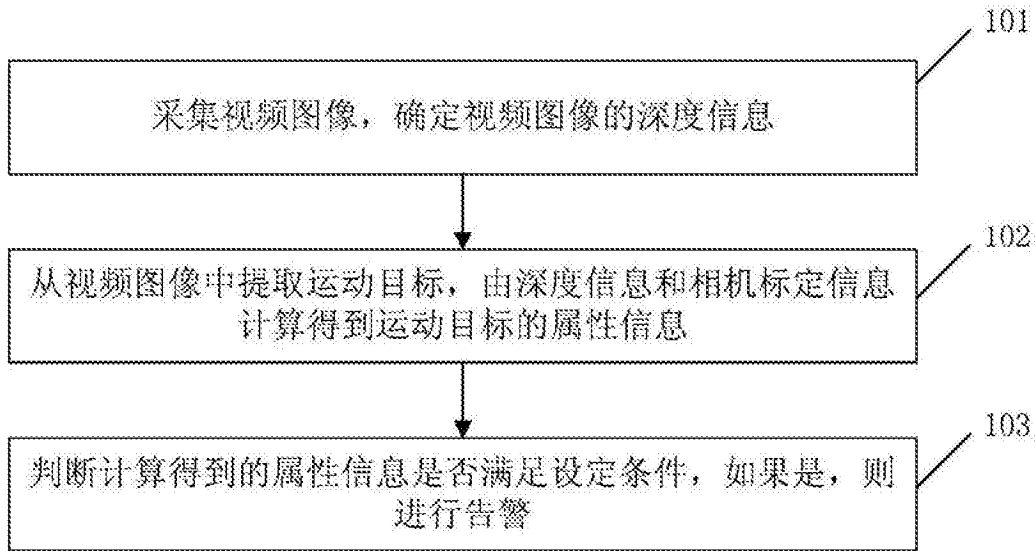 101
采集视频图像，确定视频图像的深度信息
102
从视频图像中提取运动目标，由深度信息和相机标定信息
计算得到运动目标的属性信息
103
判断计算得到的属性信息是否满足设定条件，如果是，则
进行告警